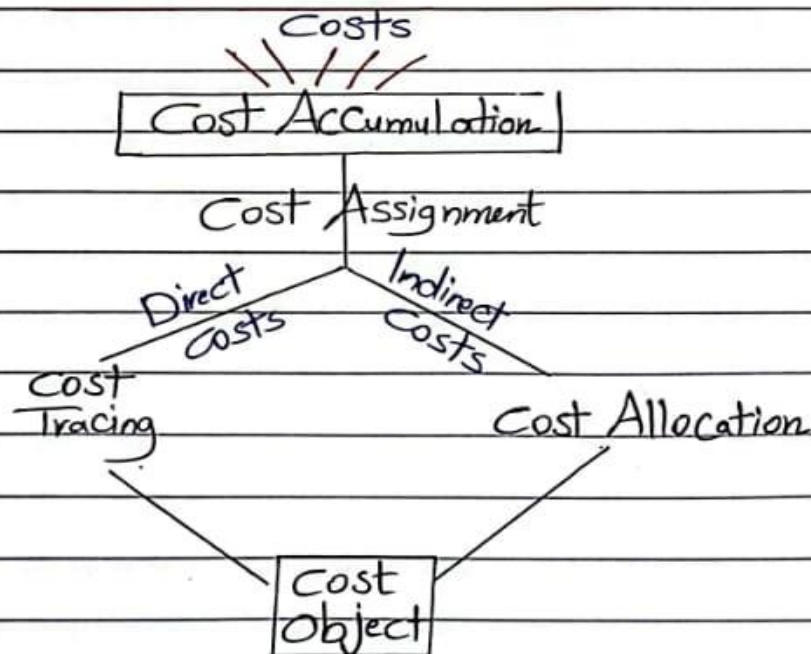 Costs
Cost Accumulation
Cost Assignment
Direct
Costs
Indirect
Costs
Cost
Tracing
Cost Allocation
Cost
Object